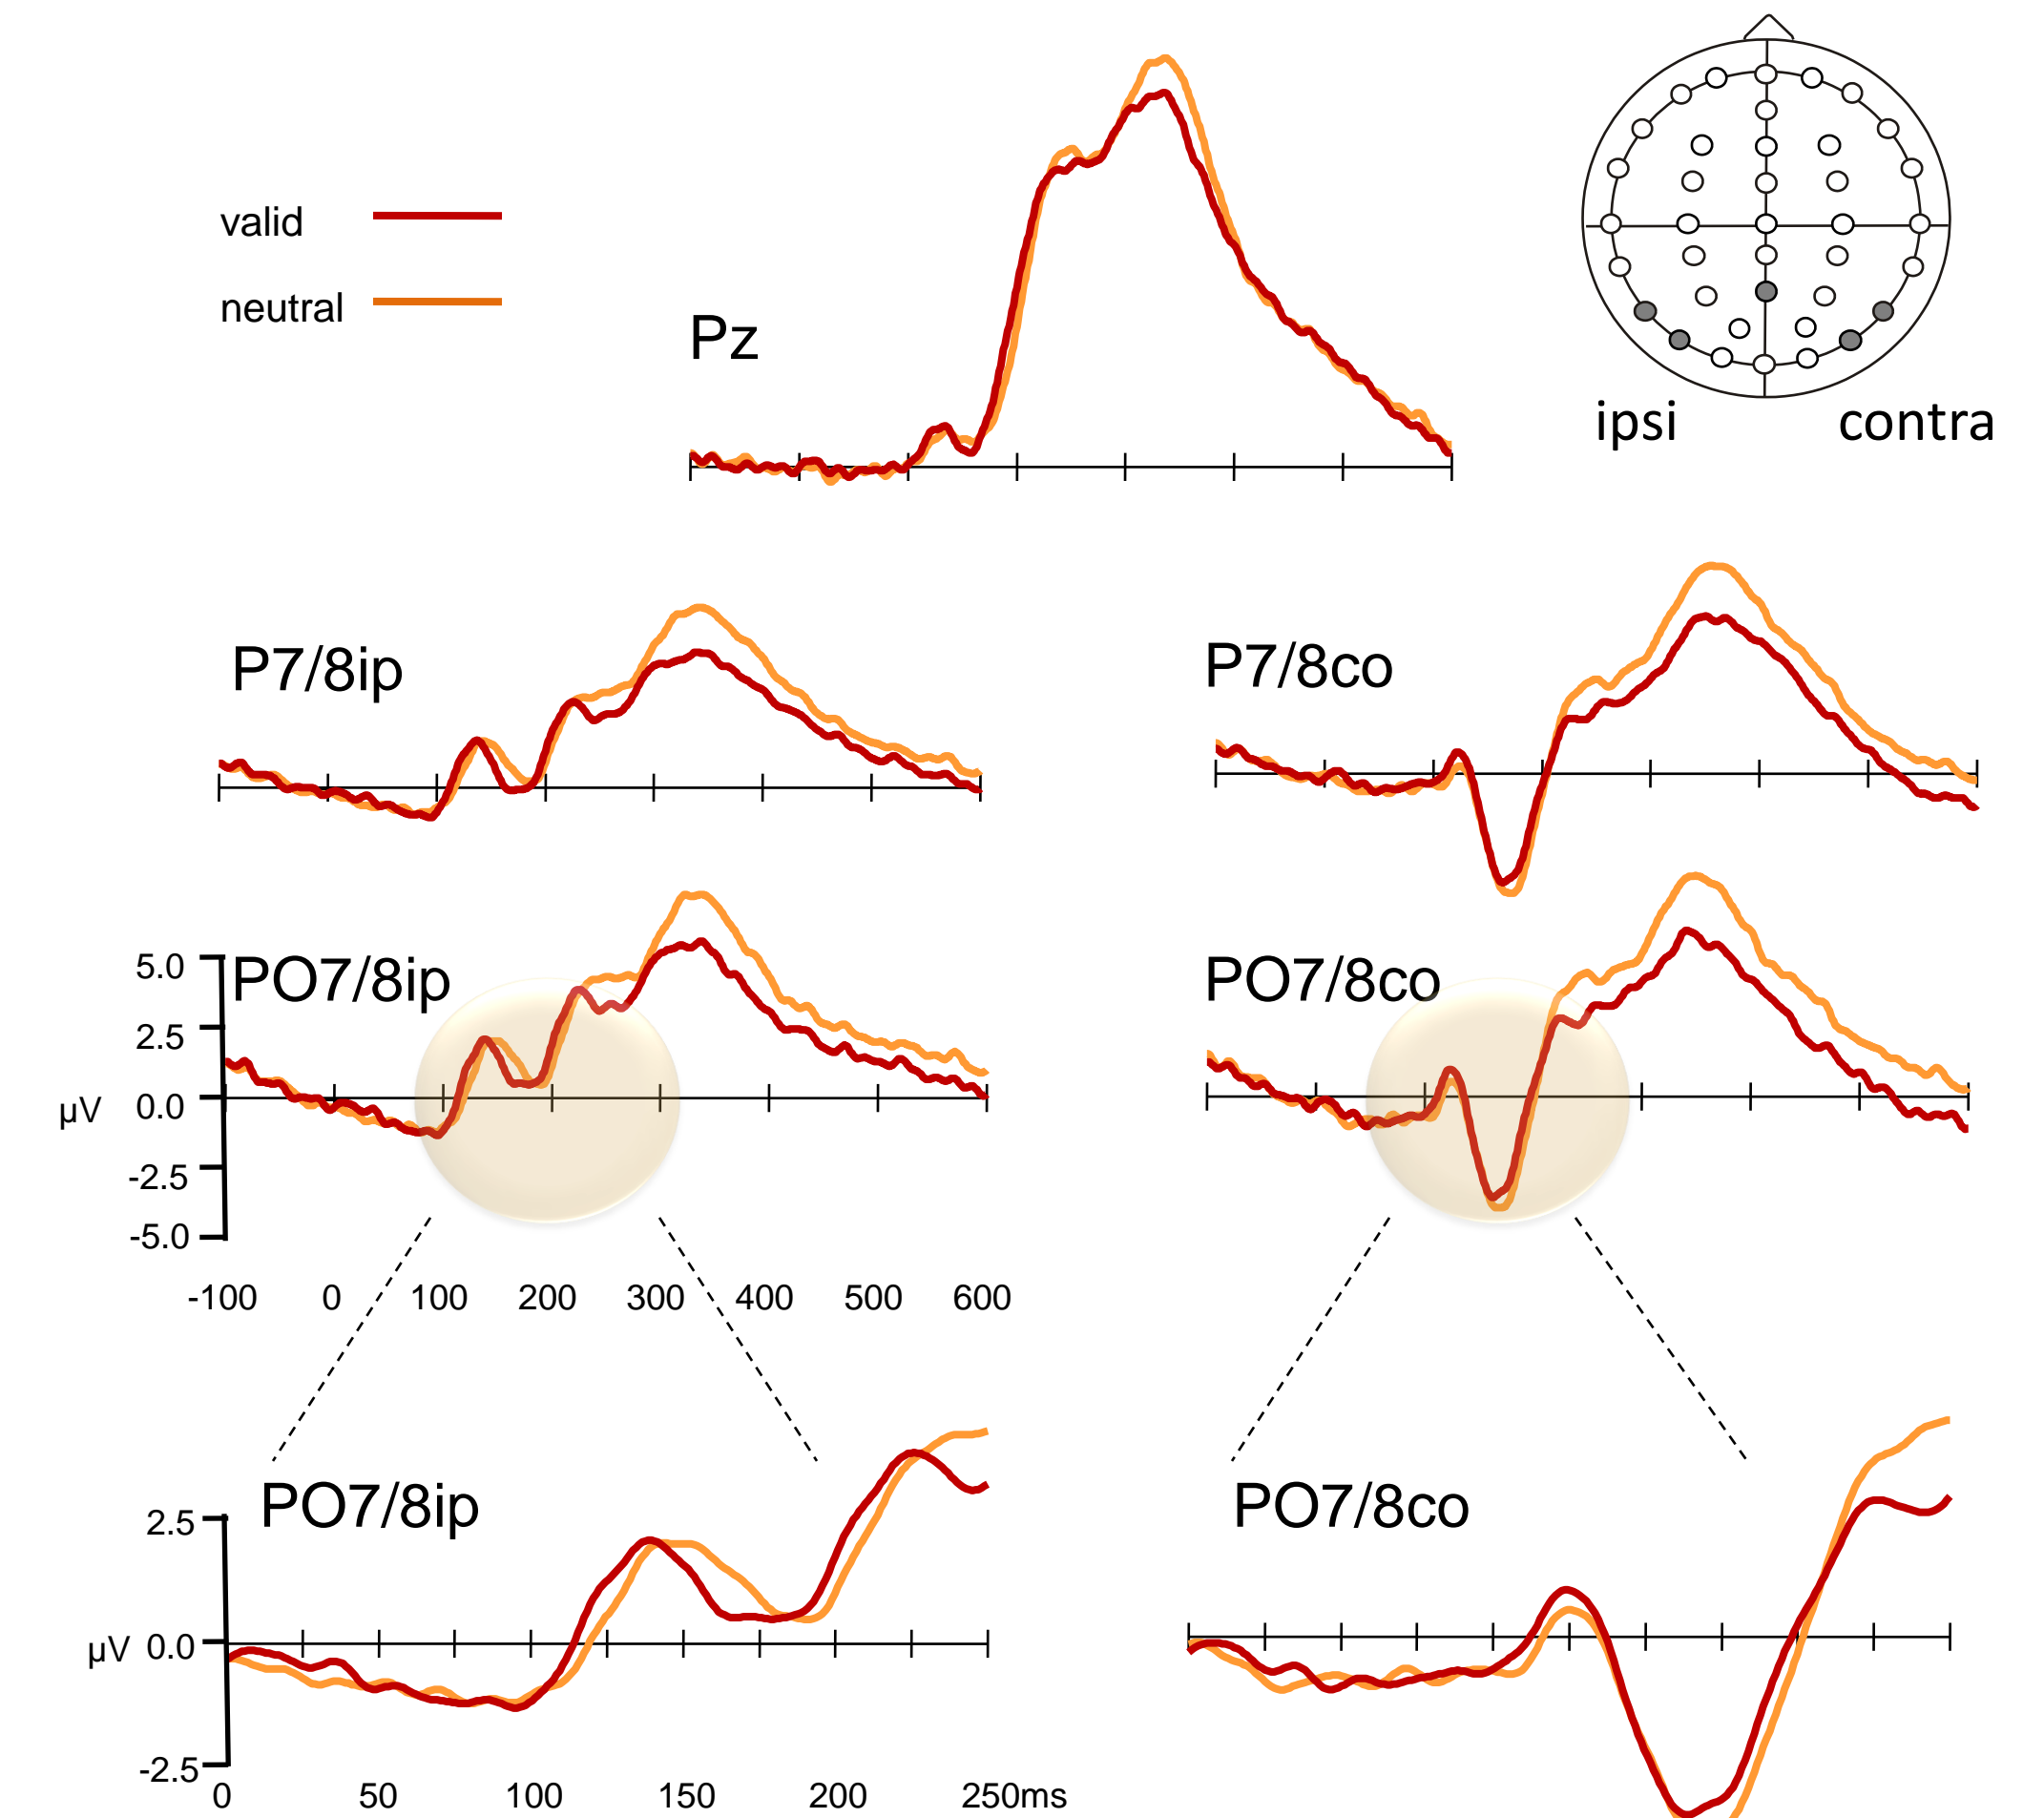 valid
neutral
Pz
ipsi contra
P7/8ip
P7/8co
PO7/8ip
PO7/8co
5.0
2.5
µV 0.0
-2.5
-5.0
-100 0 100 200 300 400 500 600
PO7/8ip
PO7/8co
2.5
µV 0.0
-2.5
0 50 100 150 200 250ms